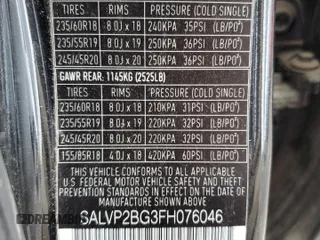 TIRES RIMS PRESSURE (COLD SINGLE)
235/60R18 8.0J x 18 240KPA 35PSI (LB/PO²)
235/55R19 8.0J x 19 250KPA 36PSI (LB/PO²)
245/45R20 8.0J x 20 250KPA 36PSI (LB/PO²)
GAWR REAR: 1145KG (2525LB)
TIRES RIMS PRESSURE (COLD SINGLE)
235/60R18 8.0J x 18 210KPA 31PSI (LB/PO²)
235/55R19 8.0J x 19 220KPA 32PSI (LB/PO²)
245/45R20 8.0J x 20 220KPA 32PSI (LB/PO²)
155/85R18 4.0J x 18 420KPA 60PSI (LB/PO²)
THIS VEHICLE CONFORMS TO ALL APPLICABLE
U.S. FEDERAL MOTOR VEHICLE SAFETY AND THEFT
PREVENTION STANDARDS IN EFFECT ON THE DATE OF
MANUFACTURE SHOWN ABOVE.
SALVP2BG3FH076046